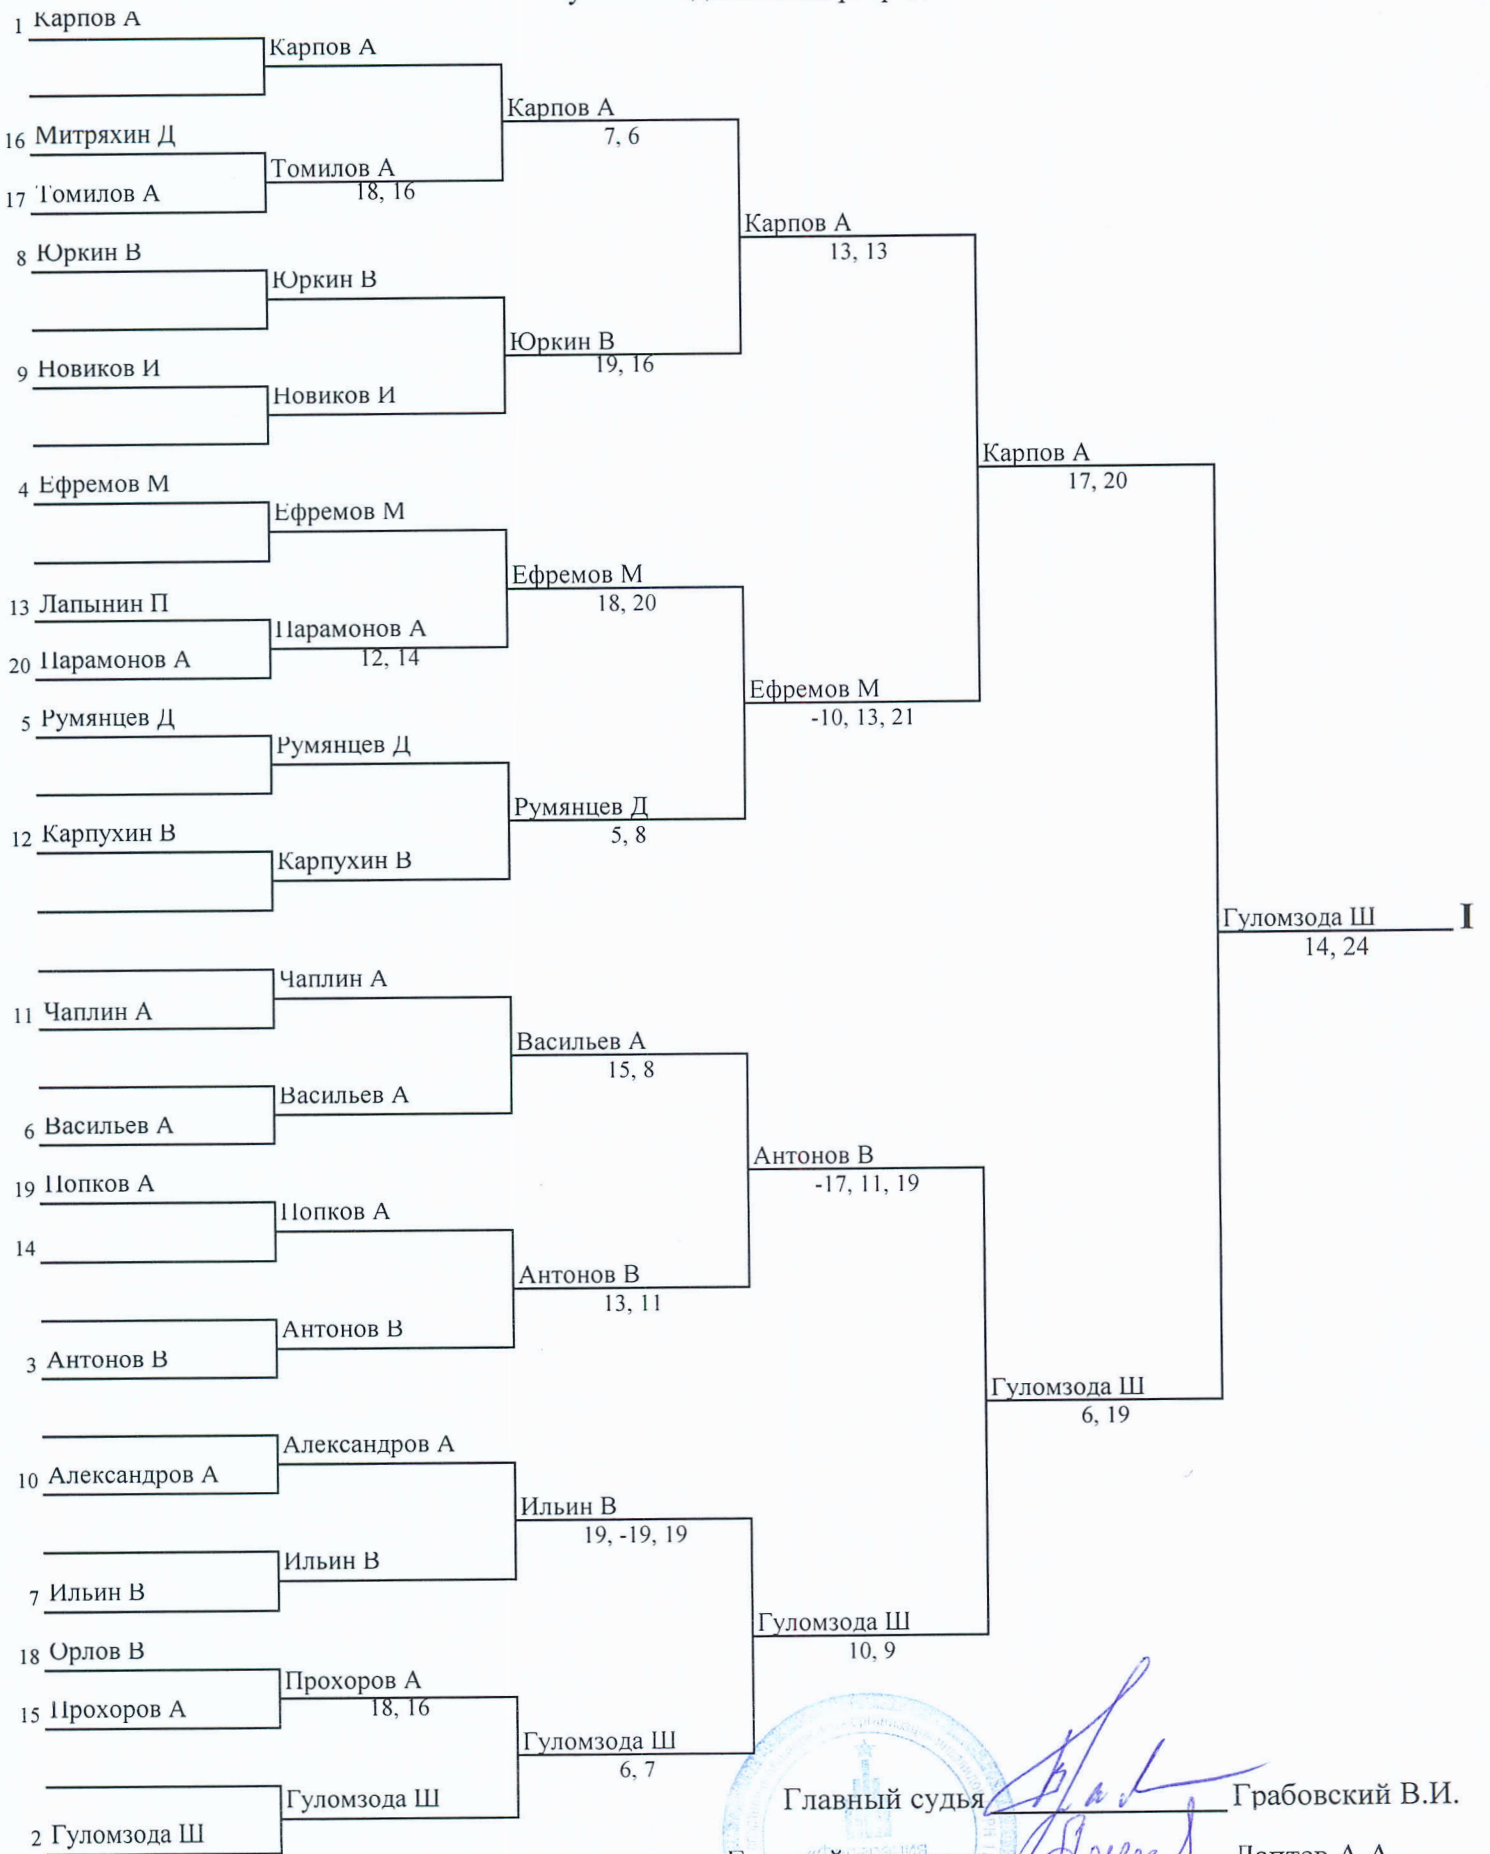 1 Карпов А
Карпов А
Карпов А
7, 6
16 Митряхин Д
Томилов А
18, 16
17 Томилов А
Карпов А
13, 13
8 Юркин В
Юркин В
Юркин В
19, 16
9 Новиков И
Новиков И
Карпов А
17, 20
4 Ефремов М
Ефремов М
Ефремов М
18, 20
13 Лапынин П
Парамонов А
12, 14
20 Парамонов А
Ефремов М
-10, 13, 21
5 Румянцев Д
Румянцев Д
Румянцев Д
5, 8
12 Карпухин В
Карпухин В
Гуломзода Ш I
14, 24
Чаплин А
11 Чаплин А
Васильев А
15, 8
Васильев А
6 Васильев А
Антонов В
-17, 11, 19
19 Попков А
Попков А
14
Антонов В
13, 11
Антонов В
3 Антонов В
Гуломзода Ш
6, 19
Александров А
10 Александров А
Ильин В
19, -19, 19
Ильин В
7 Ильин В
Гуломзода Ш
10, 9
18 Орлов В
Прохоров А
18, 16
15 Прохоров А
Гуломзода Ш
6, 7
Главный судья Грабовский В.И.
Гуломзода Ш
2 Гуломзода Ш